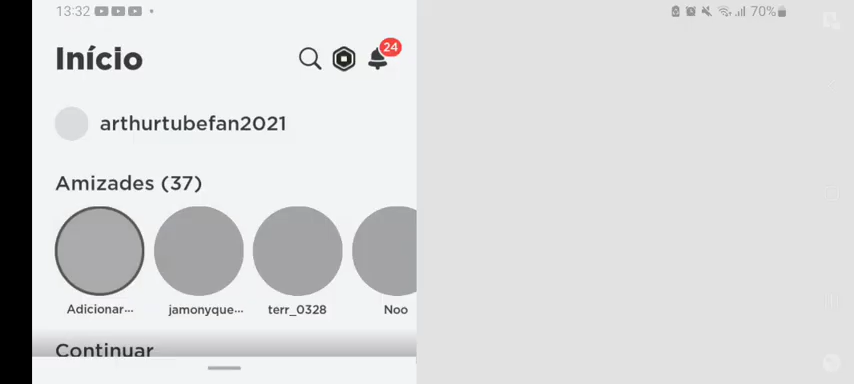 13:32
70%
Início
24
arthurtubefan2021
Amizades (37)
Adicionar...
jamonyque...
terr_0328
Noo
Continuar